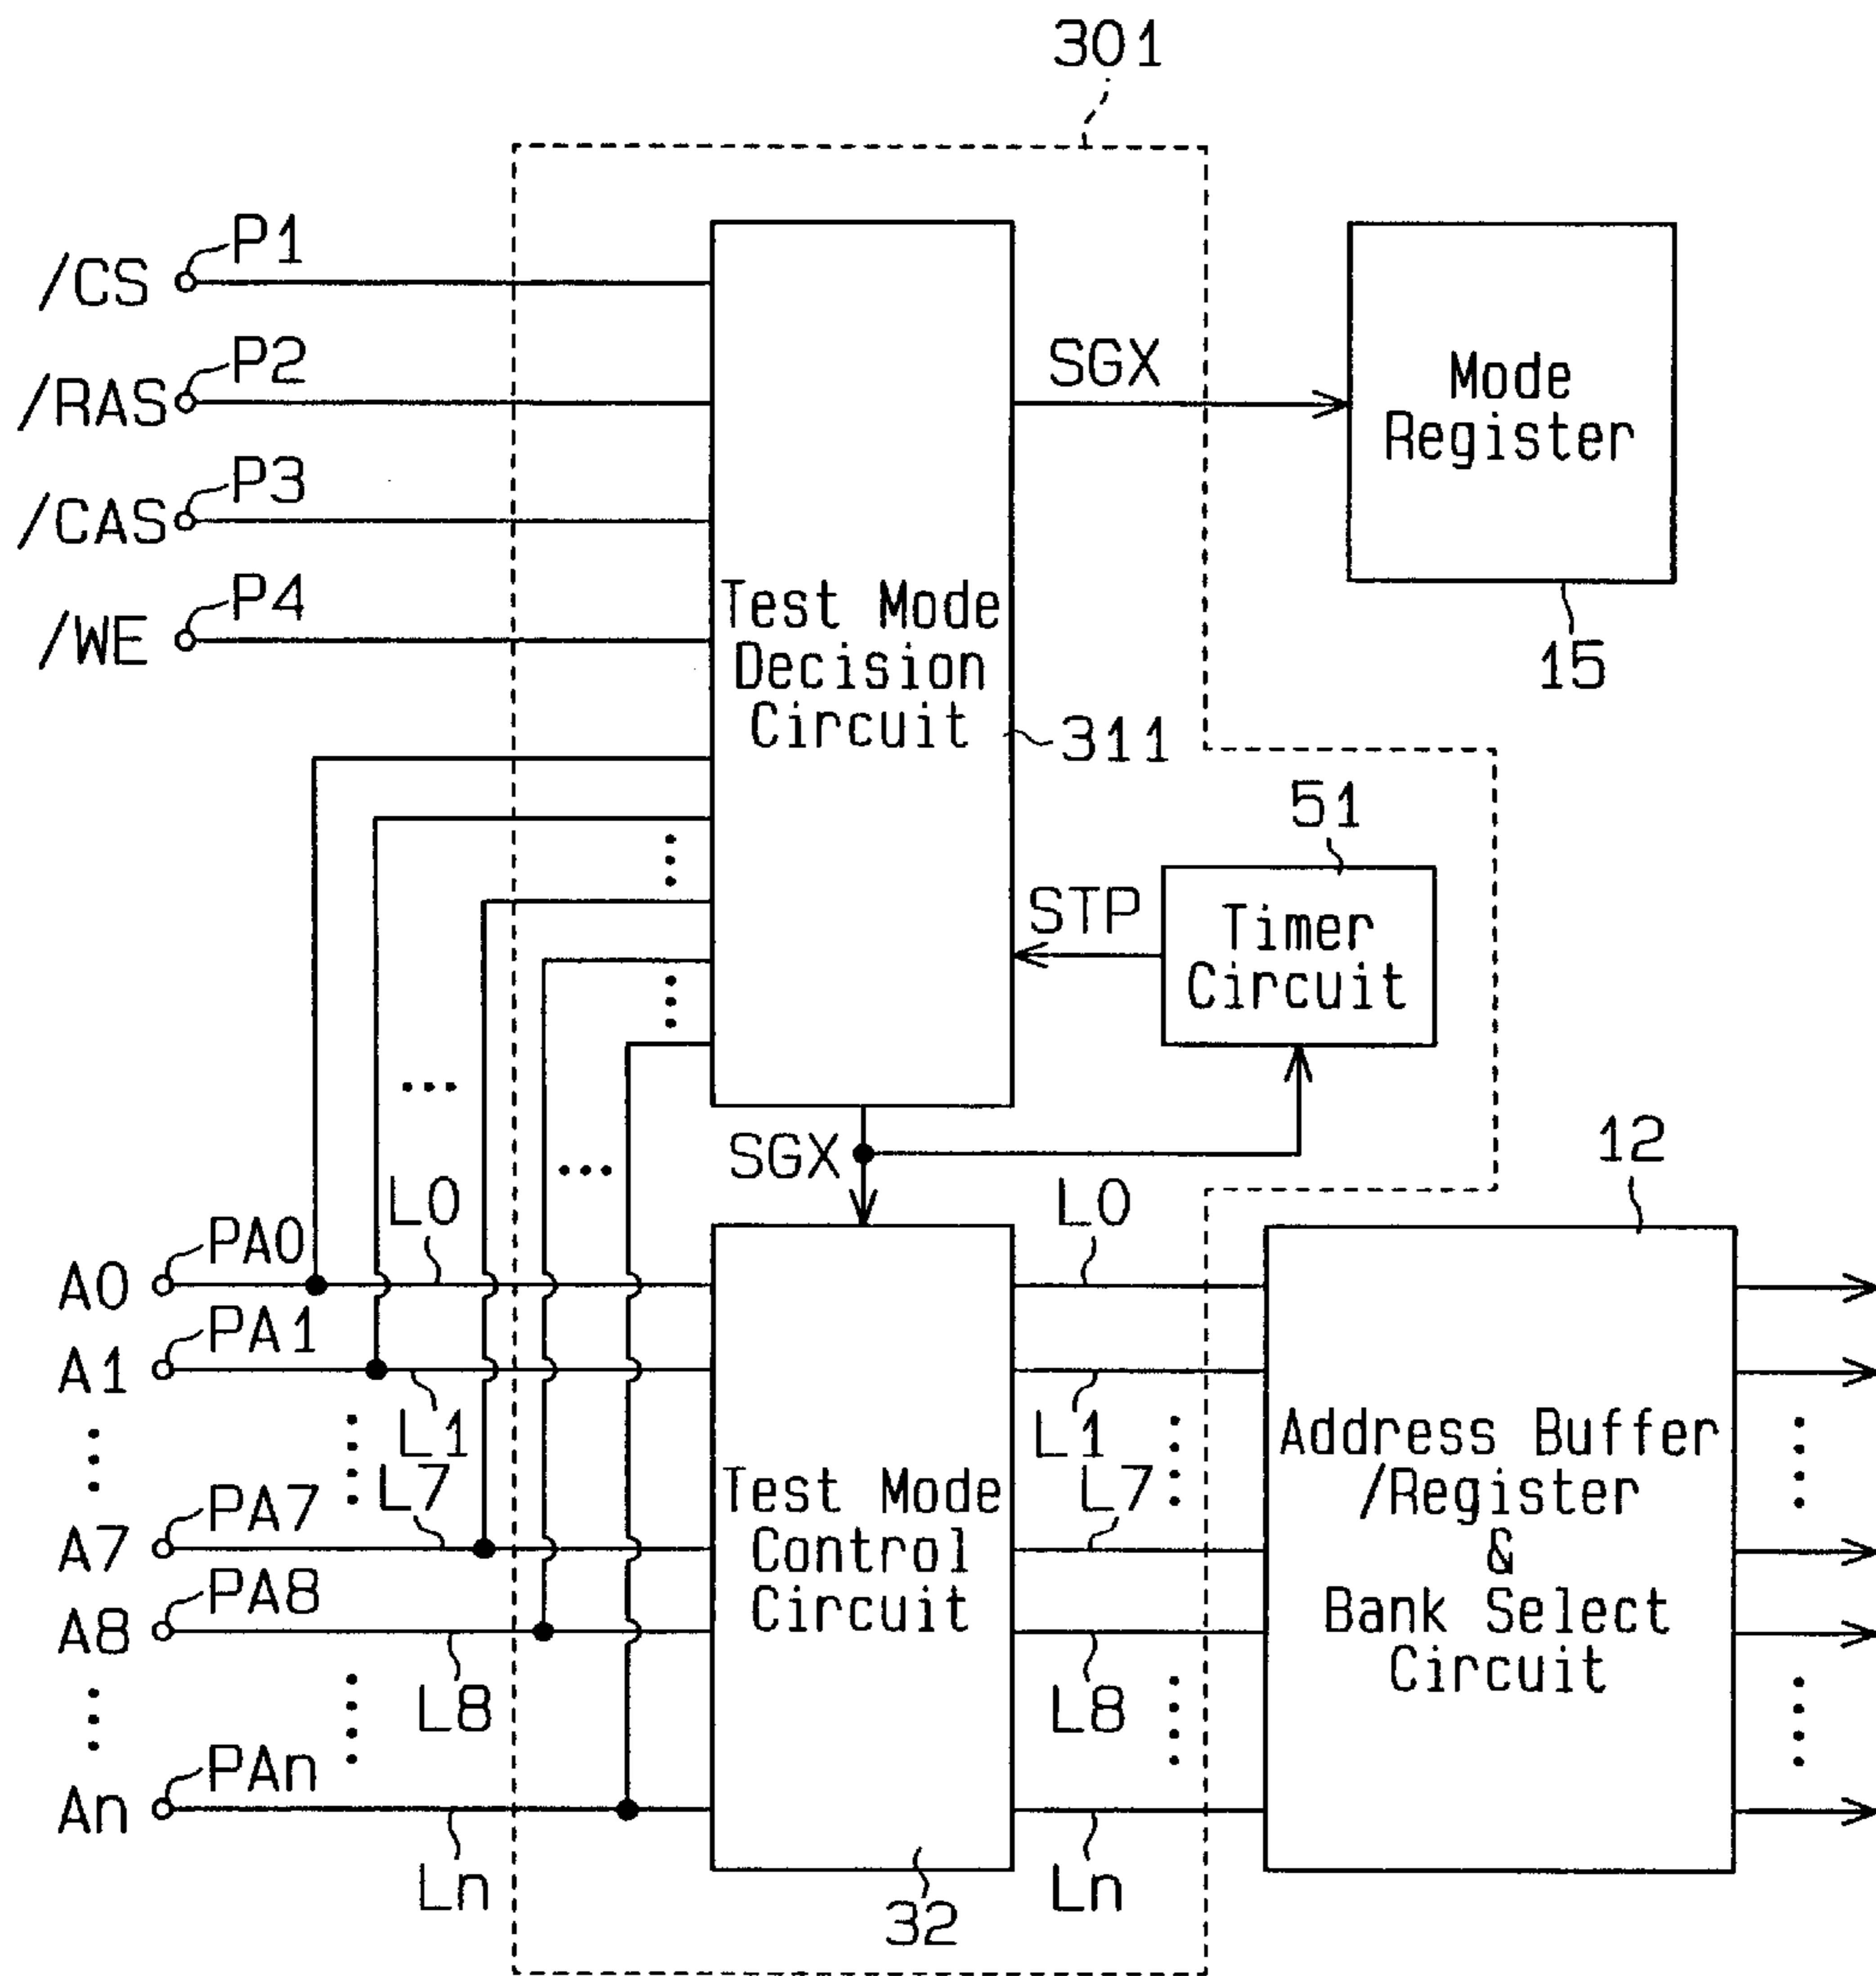 301
/CS P1
/RAS P2
/CAS P3
/WE P4
SGX
Mode
Register
15
Test Mode
Decision
Circuit
311
51
STP
Timer
Circuit
SGX
12
A0 PA0 L0
A1 PA1 L1
A7 PA7 L7
A8 PA8 L8
An PAn Ln
Test Mode
Control
Circuit
32
L0
L1
L7
L8
Ln
Address Buffer
/Register
&
Bank Select
Circuit